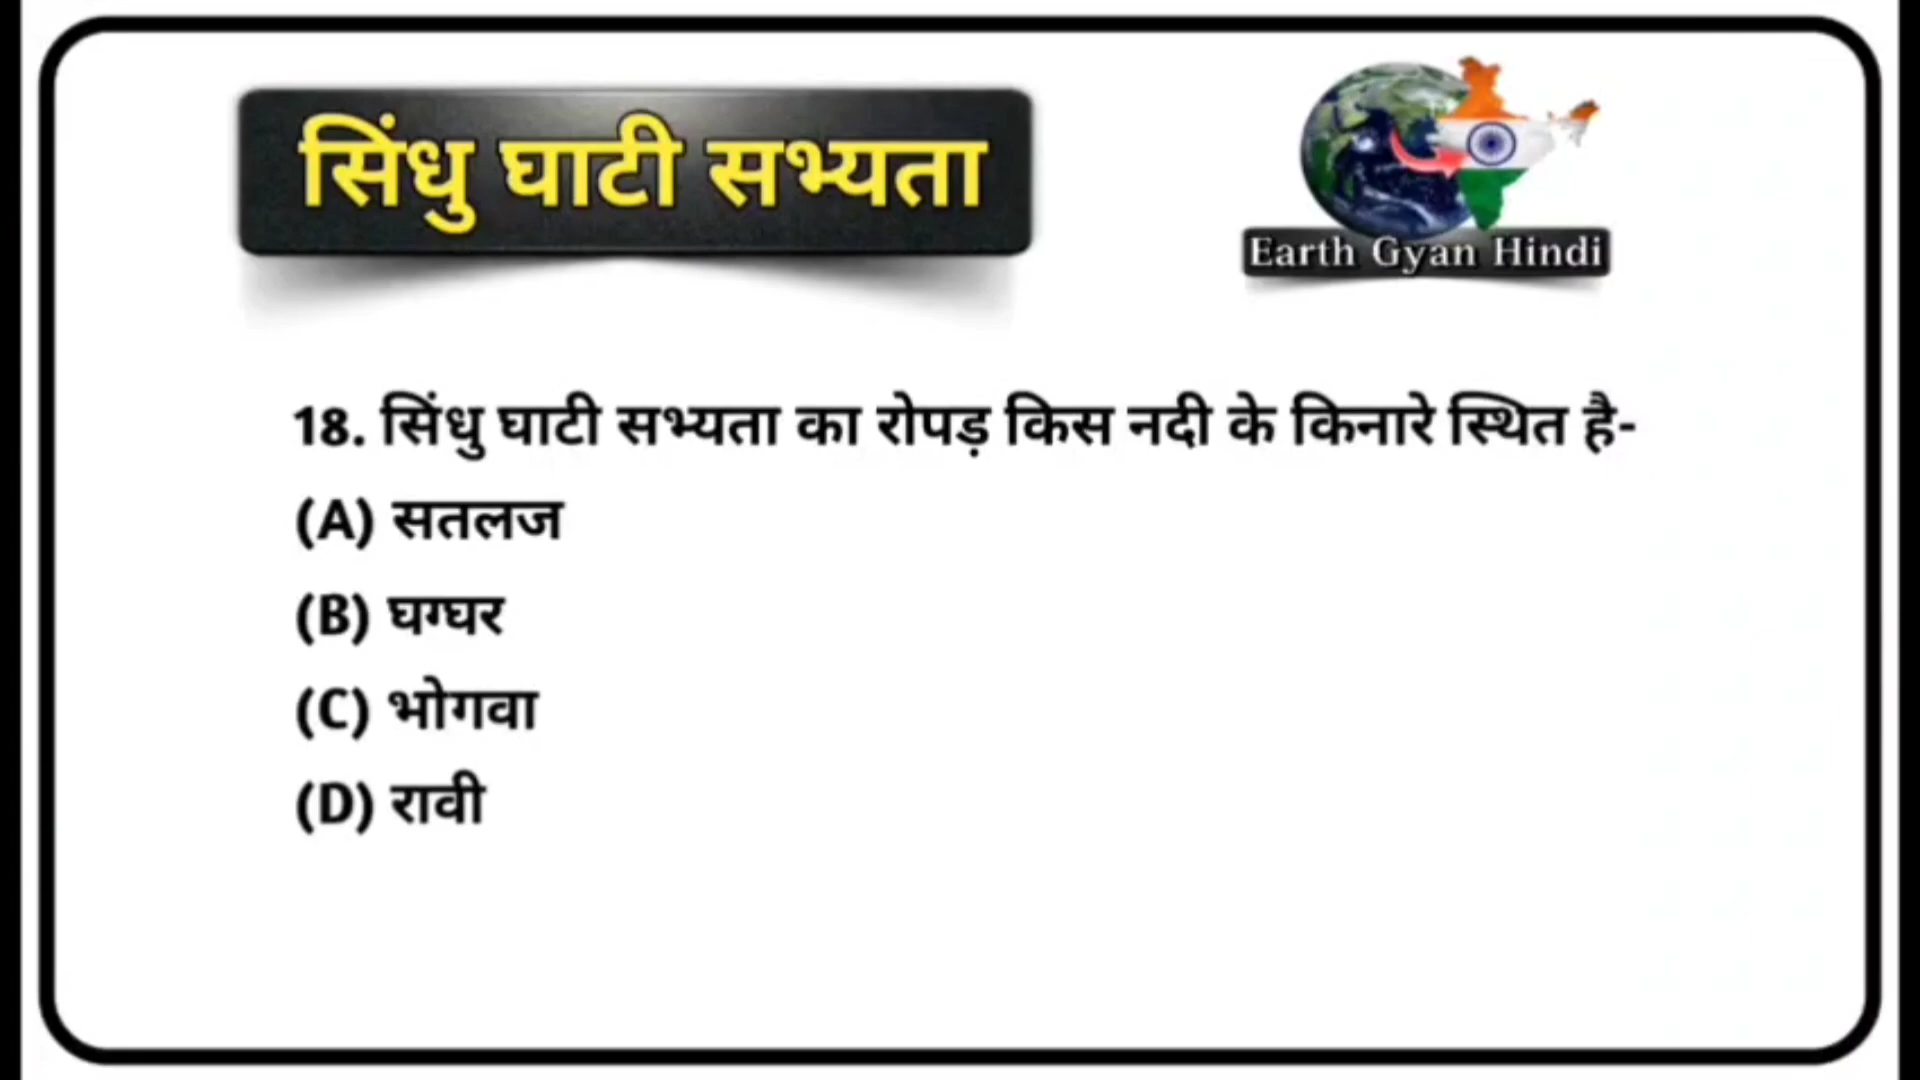 सिंधु घाटी सभ्यता
Earth Gyan Hindi
18. सिंधु घाटी सभ्यता का रोपड़ किस नदी के किनारे स्थित है-
(A) सतलज
(B) घग्घर
(C) भोगवा
(D) रावी